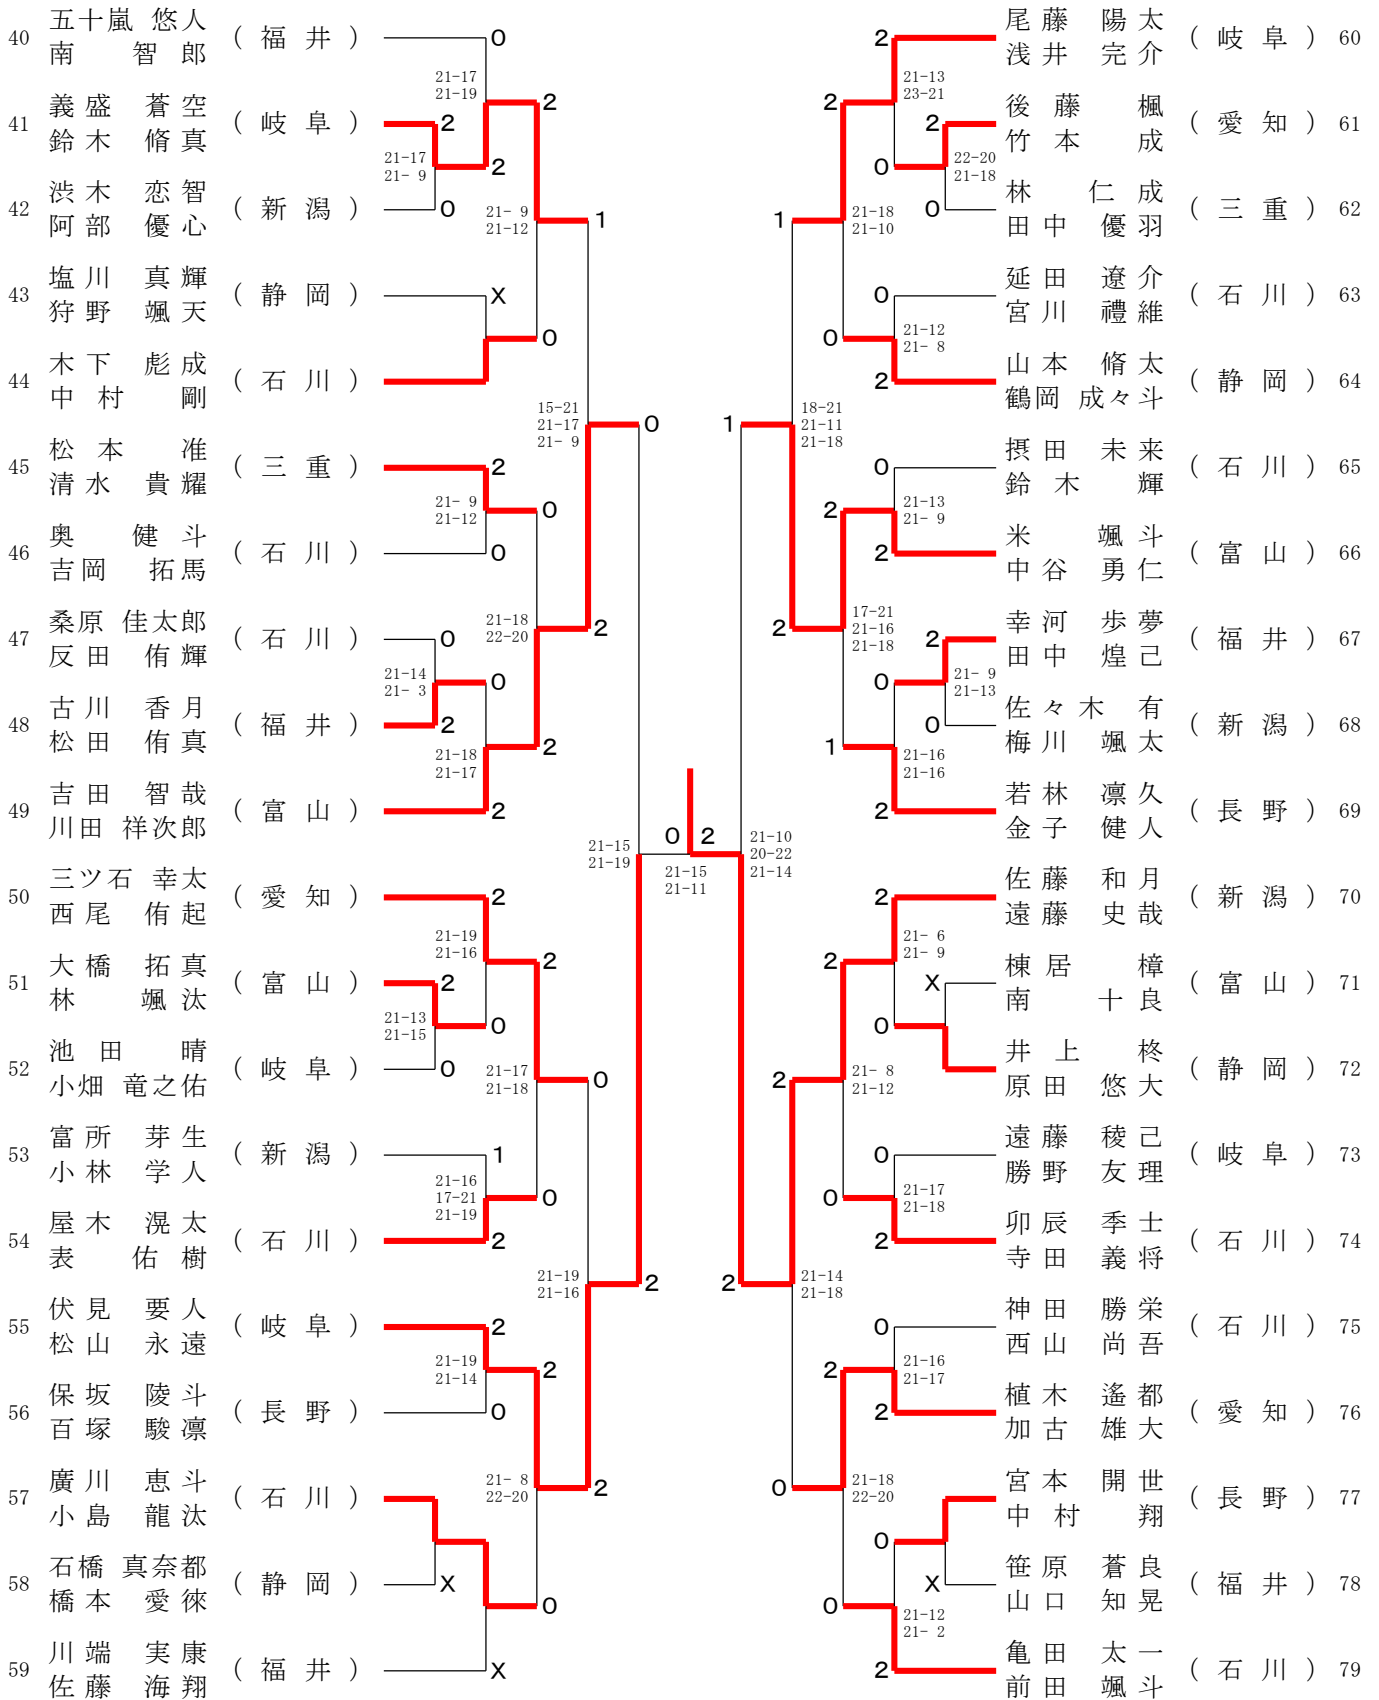 40 五十嵐 悠人 南 智郎 ( 福 井 ) 0
21-17
21-19
2
41 義盛 蒼空 鈴木 脩真 ( 岐 阜 ) 2
21-17
21- 9
2
42 渋木 恋智 阿部 優心 ( 新 潟 ) 0
21- 9
21-12
1
43 塩川 真輝 狩野 颯天 ( 静 岡 ) X
0
44 木下 彪成 中村 剛 ( 石 川 )
15-21
21-17
21- 9
0
45 松本 准 清水 貴耀 ( 三 重 ) 2
21- 9
21-12
0
46 奥 健斗 吉岡 拓馬 ( 石 川 ) 0
21-18
22-20
2
47 桑原 佳太郎 反田 侑輝 ( 石 川 ) 0
21-14
21- 3
0
48 古川 香月 松田 侑真 ( 福 井 ) 2
21-18
21-17
2
49 吉田 智哉 川田 祥次郎 ( 富 山 ) 2
21-15
21-19
50 三ツ石 幸太 西尾 侑起 ( 愛 知 ) 2
21-19
21-16
2
51 大橋 拓真 林 颯汰 ( 富 山 ) 2
21-13
21-15
0
52 池田 晴 小畑 竜之佑 ( 岐 阜 ) 0
21-17
21-18
0
53 富所 芽生 小林 学人 ( 新 潟 ) 1
21-16
17-21
21-19
0
54 屋木 滉太 表 佑樹 ( 石 川 ) 2
21-19
21-16
2
55 伏見 要人 松山 永遠 ( 岐 阜 ) 2
21-19
21-14
2
56 保坂 陵斗 百塚 駿凛 ( 長 野 ) 0
21- 8
22-20
2
57 廣川 恵斗 小島 龍汰 ( 石 川 )
58 石橋 真奈都 橋本 愛徠 ( 静 岡 ) X
0
59 川端 実康 佐藤 海翔 ( 福 井 ) X
0 2
21-15
21-11
2 尾藤 陽太 浅井 完介 ( 岐 阜 ) 60
21-13
23-21
2
2 後藤 楓 竹本 成 ( 愛 知 ) 61
22-20
21-18
0
0 林 仁成 田中 優羽 ( 三 重 ) 62
21-18
21-10
1
0 延田 遼介 宮川 禮維 ( 石 川 ) 63
21-12
21- 8
0
2 山本 脩太 鶴岡 成々斗 ( 静 岡 ) 64
18-21
21-11
21-18
1
0 摂田 未来 鈴木 輝 ( 石 川 ) 65
21-13
21- 9
2
2 米 颯斗 中谷 勇仁 ( 富 山 ) 66
17-21
21-16
21-18
2
2 幸河 歩夢 田中 煌己 ( 福 井 ) 67
21- 9
21-13
0
0 佐々木 有 梅川 颯太 ( 新 潟 ) 68
21-16
21-16
1
2 若林 凛久 金子 健人 ( 長 野 ) 69
21-10
20-22
21-14
2 佐藤 和月 遠藤 史哉 ( 新 潟 ) 70
21- 6
21- 9
2
X 棟居 樟 南 十良 ( 富 山 ) 71
0
井上 柊 原田 悠大 ( 静 岡 ) 72
21- 8
21-12
2
0 遠藤 稜己 勝野 友理 ( 岐 阜 ) 73
21-17
21-18
0
2 卯辰 季士 寺田 義将 ( 石 川 ) 74
21-14
21-18
2
0 神田 勝栄 西山 尚吾 ( 石 川 ) 75
21-16
21-17
2
2 植木 遙都 加古 雄大 ( 愛 知 ) 76
21-18
22-20
0
宮本 開世 中村 翔 ( 長 野 ) 77
0
X 笹原 蒼良 山口 知晃 ( 福 井 ) 78
21-12
21- 2
0
2 亀田 太一 前田 颯斗 ( 石 川 ) 79